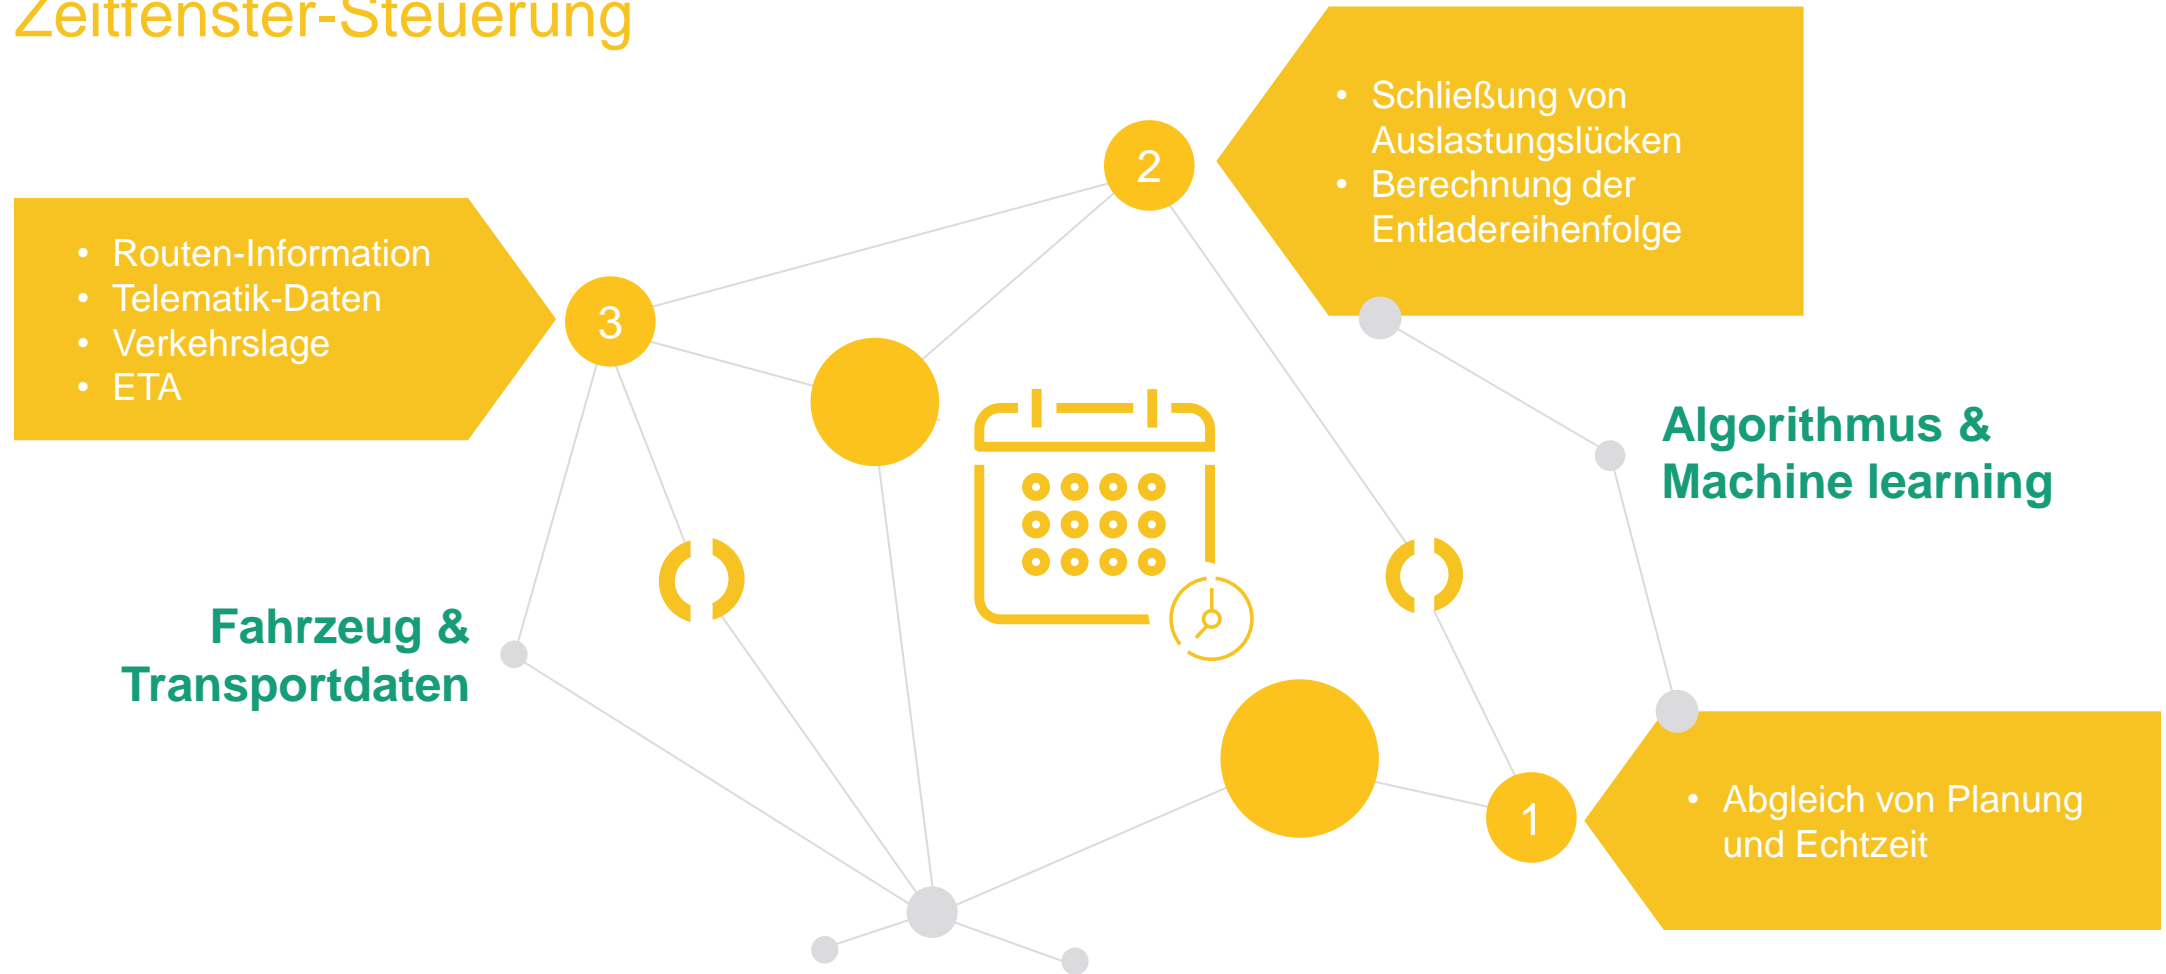 Zeitfenster-Steuerung
• Schließung von
Auslastungslücken
• Berechnung der
Entladereihenfolge
2
• Routen-Information
• Telematik-Daten
• Verkehrslage
• ETA
3
Algorithmus &
Machine learning
Fahrzeug &
Transportdaten
1
• Abgleich von Planung
und Echtzeit